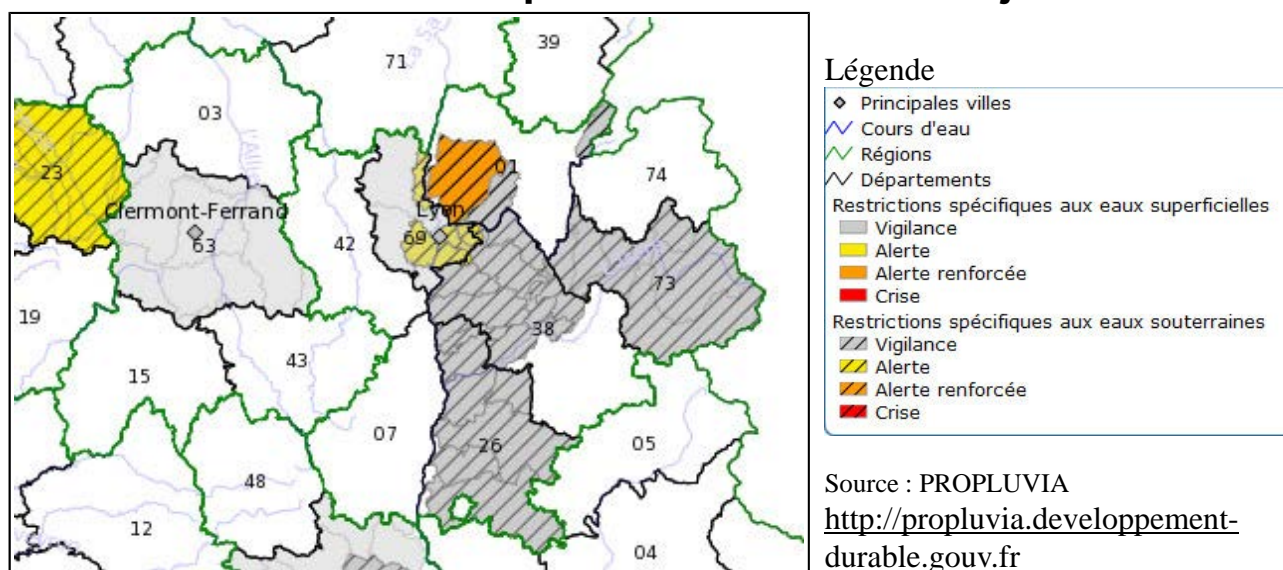 39
71
03
01
23
74
Clermont-Ferrand
Lyon
63
69
42
73
19
38
43
15
07
26
05
48
12
04
Légende
Principales villes
Cours d'eau
Régions
Départements
Restrictions spécifiques aux eaux superficielles
Vigilance
Alerte
Alerte renforcée
Crise
Restrictions spécifiques aux eaux souterraines
Vigilance
Alerte
Alerte renforcée
Crise
Source : PROPLUVIA
http://propluvia.developpement-
durable.gouv.fr